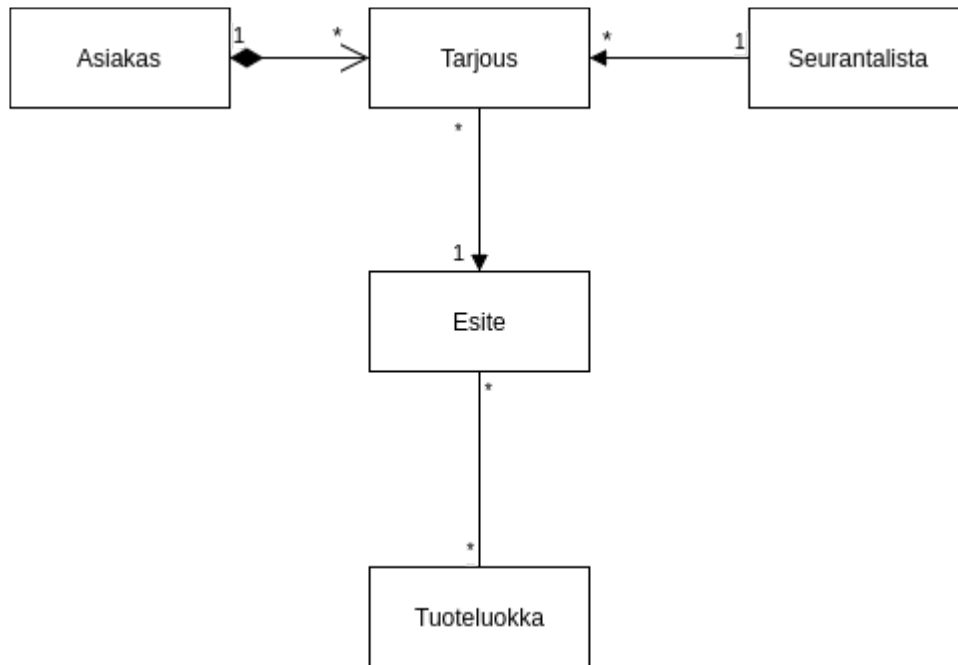 1 * * 1
Asiakas Tarjous Seurantalista
*
1
Esite
*
*
Tuoteluokka